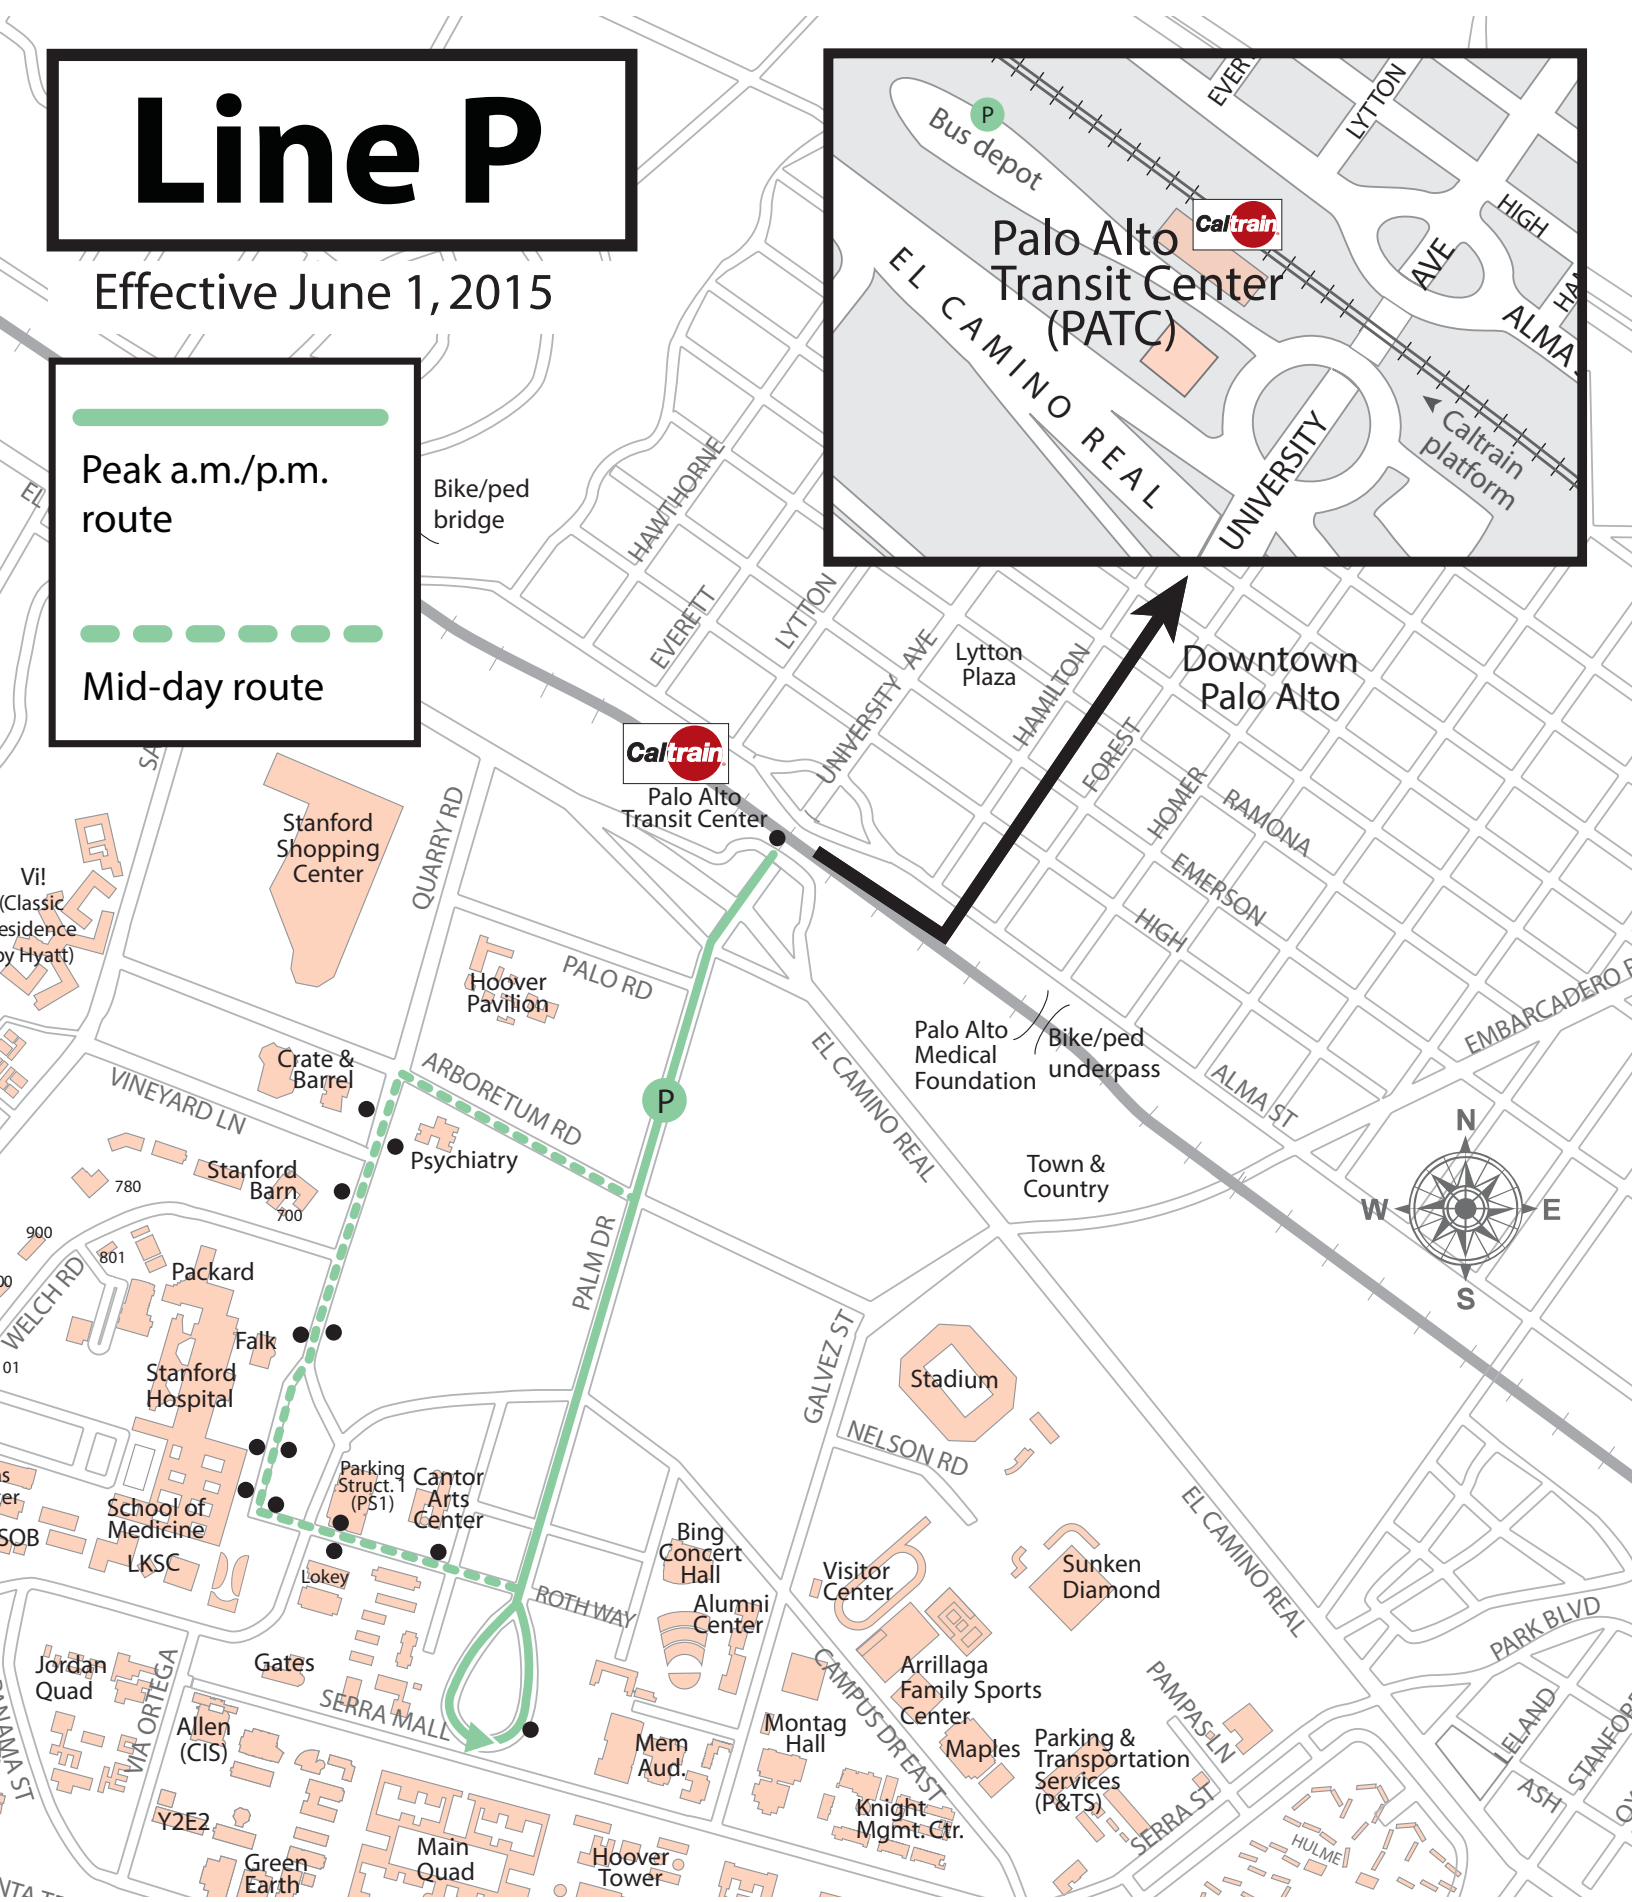 Line P
Effective June 1, 2015
Peak a.m./p.m.
route
Mid-day route
Bus depot
P
Palo Alto
Transit Center
(PATC)
Caltrain
EL CAMINO REAL
UNIVERSITY
AVE
LYTTON
HIGH
ALMA
Caltrain
platform
Bike/ped
bridge
HAWTHORNE
EVERETT
LYTTON
UNIVERSITY AVE
Lytton
Plaza
HAMILTON
Downtown
Palo Alto
FOREST
HOMER
RAMONA
EMERSON
HIGH
Caltrain
Palo Alto
Transit Center
QUARRY RD
Stanford
Shopping
Center
Vi!
(Classic
esidence
by Hyatt)
Hoover
Pavilion
PALO RD
EL CAMINO REAL
Palo Alto
Medical
Foundation
Bike/ped
underpass
ALMA ST
N
W
E
S
Crate &
Barrel
ARBORETUM RD
VINEYARD LN
P
Psychiatry
Stanford
Barn
700
780
900
801
WELCH RD
Packard
Falk
Stanford
Hospital
01
PALM DR
Town &
Country
GALVEZ ST
Stadium
NELSON RD
Parking
Struct. 1
(PS1)
Cantor
Arts
Center
School of
Medicine
LKSC
SOB
Lokey
ROTH WAY
Bing
Concert
Hall
Alumni
Center
Visitor
Center
Sunken
Diamond
EL CAMINO REAL
PARK BLVD
Jordan
Quad
VIA ORTEGA
Gates
SERRA MALL
Allen
(CIS)
Mem
Aud.
Montag
Hall
CAMPUS DR EAST
Arrillaga
Family Sports
Center
Maples
Parking &
Transportation
Services
(P&TS)
PAMPAS LN
SERRA ST
LELAND
ASH
Y2E2
Green
Earth
Main
Quad
Hoover
Tower
Knight
Mgmt. Ctr.
HULME